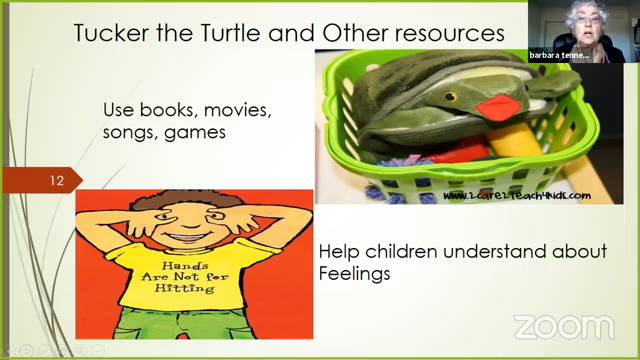 Tucker the Turtle and Other resources
barbara tenne...
Use books, movies,
songs, games
www.2care2teach4kids.com
12
Hands
Are Not for
Hitting
Help children understand about
Feelings
zoom